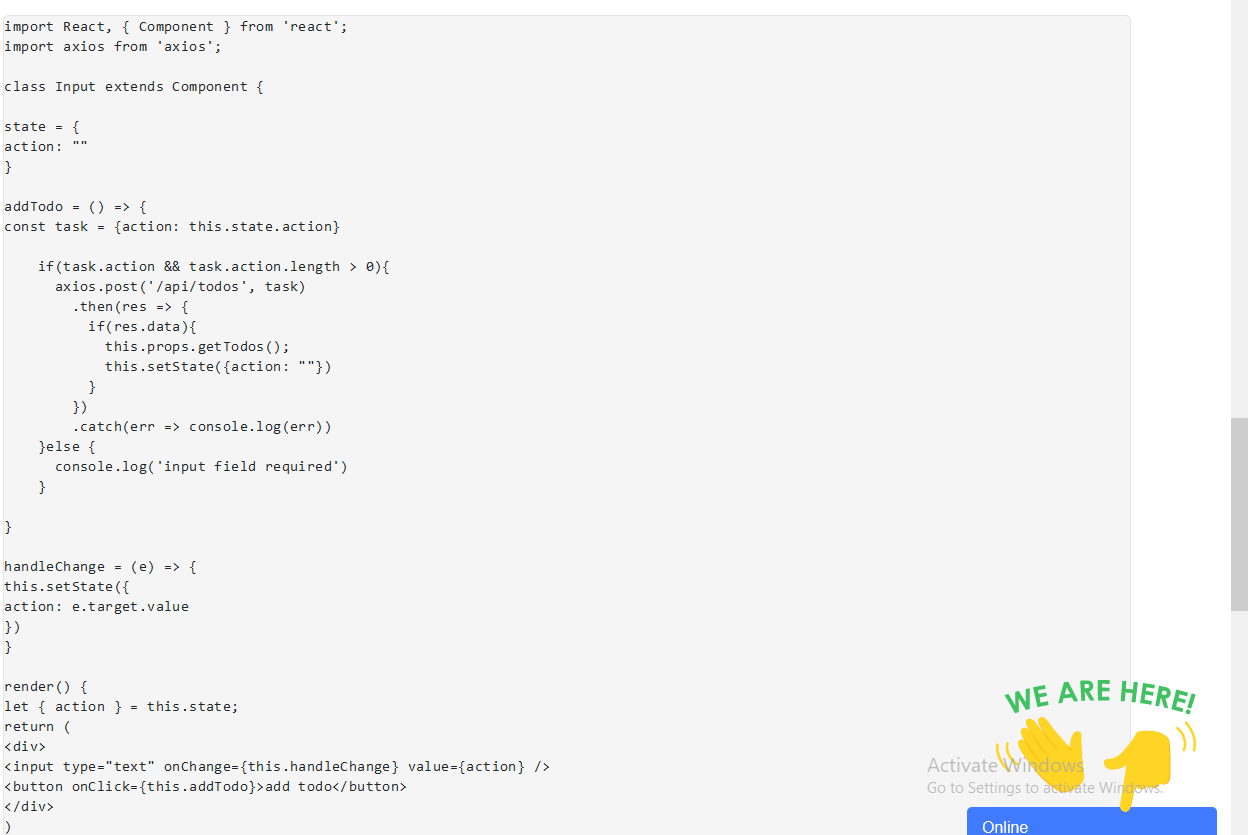 import React, { Component } from 'react';
import axios from 'axios';
class Input extends Component {
state = {
action: ""
}
addTodo = () => {
const task = {action: this.state.action}
if(task.action && task.action.length > 0){
axios.post('/api/todos', task)
.then(res => {
if(res.data){
this.props.getTodos();
this.setState({action: ""})
}
})
.catch(err => console.log(err))
}else {
console.log('input field required')
}
}
handleChange = (e) => {
this.setState({
action: e.target.value
})
}
render() {
let { action } = this.state;
return (
<div>
<input type="text" onChange={this.handleChange} value={action} />
<button onClick={this.addTodo}>add todo</button>
</div>
)
WE ARE HERE!
Activate Windows
Go to Settings to activate Windows.
Online